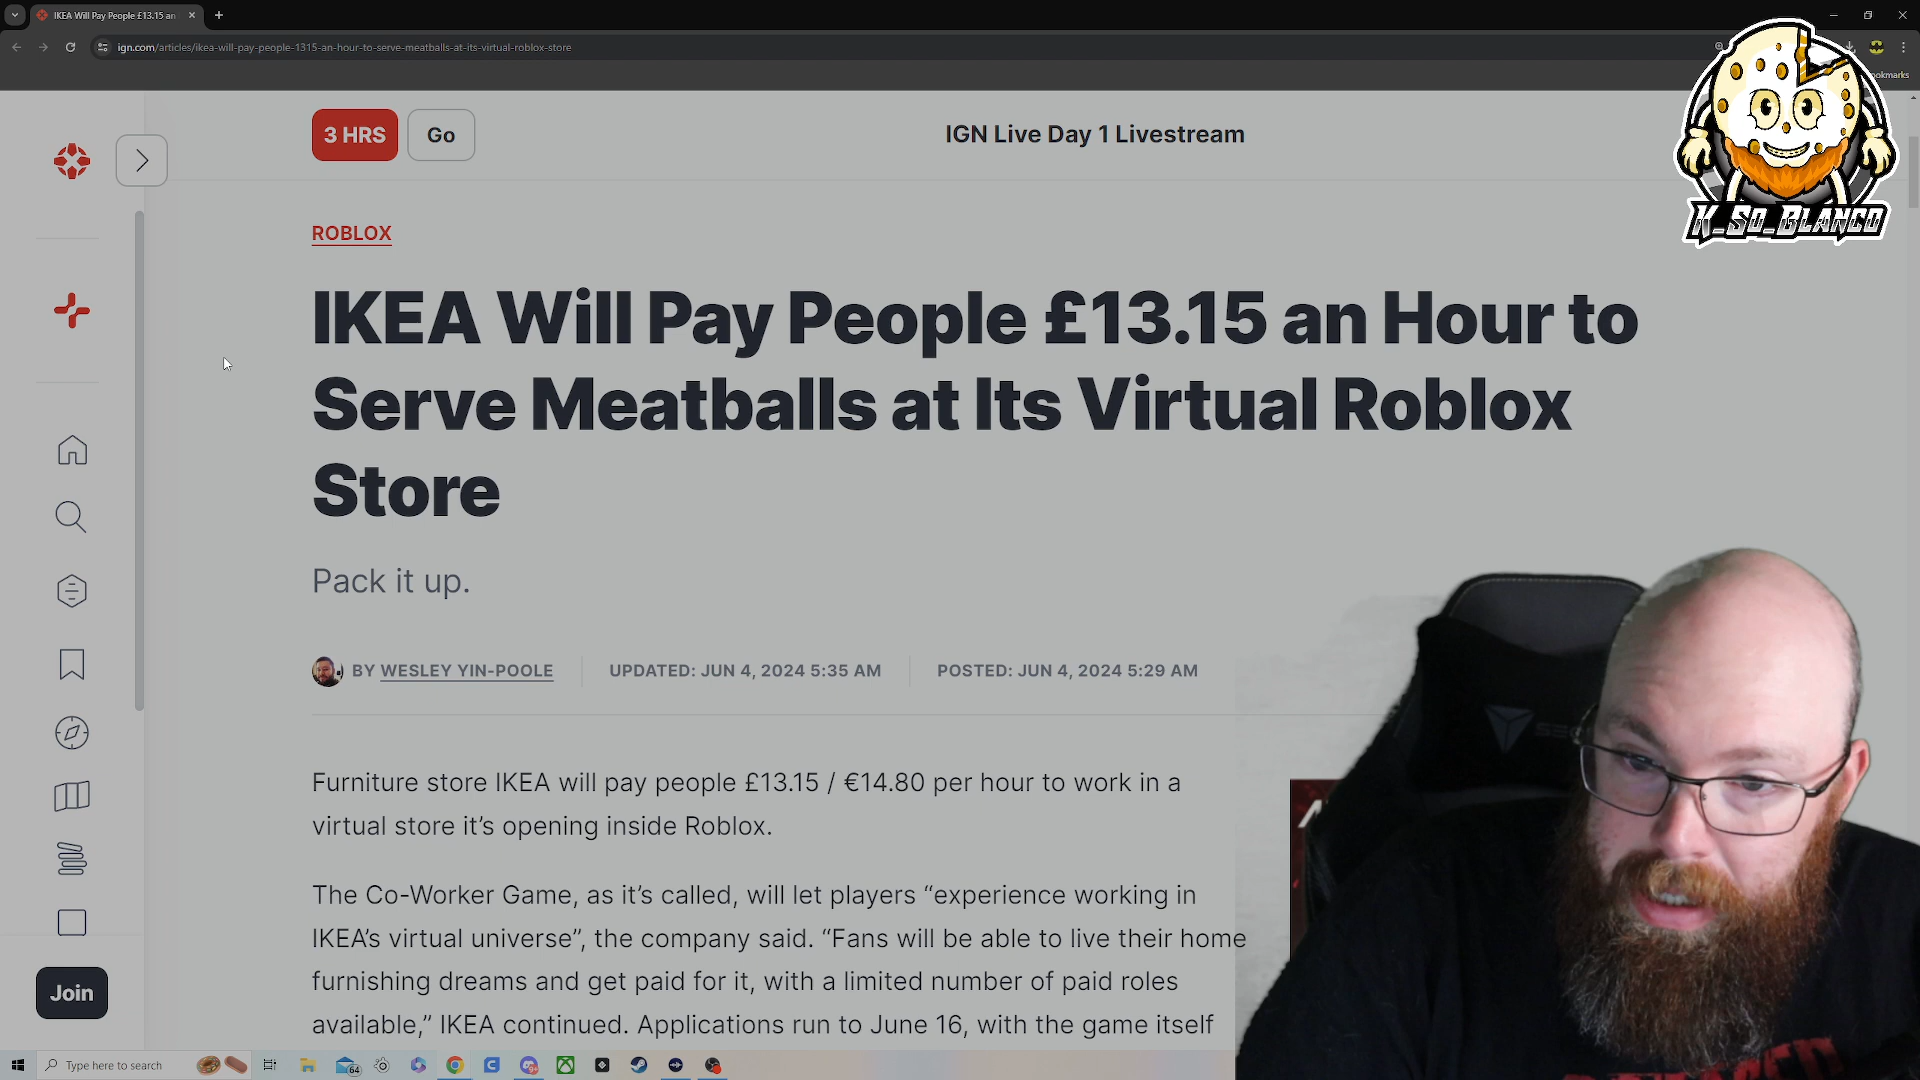 IKEA Will Pay People £13.15 an
ign.com/articles/ikea-will-pay-people-1315-an-hour-to-serve-meatballs-at-its-virtual-roblox-store
ookmarks
3 HRS
Go
IGN Live Day 1 Livestream
K_So_Blanco
ROBLOX
IKEA Will Pay People £13.15 an Hour to
Serve Meatballs at Its Virtual Roblox
Store
Pack it up.
BY WESLEY YIN-POOLE
UPDATED: JUN 4, 2024 5:35 AM
POSTED: JUN 4, 2024 5:29 AM
Furniture store IKEA will pay people £13.15 / €14.80 per hour to work in a
virtual store it’s opening inside Roblox.
The Co-Worker Game, as it’s called, will let players “experience working in
IKEA’s virtual universe”, the company said. “Fans will be able to live their home
furnishing dreams and get paid for it, with a limited number of paid roles
available,” IKEA continued. Applications run to June 16, with the game itself
Join
Type here to search
64